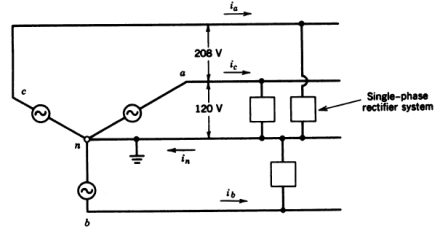 i_a
208 V
c
a
i_c
120 V
Single-phase
rectifier system
n
i_n
i_b
b